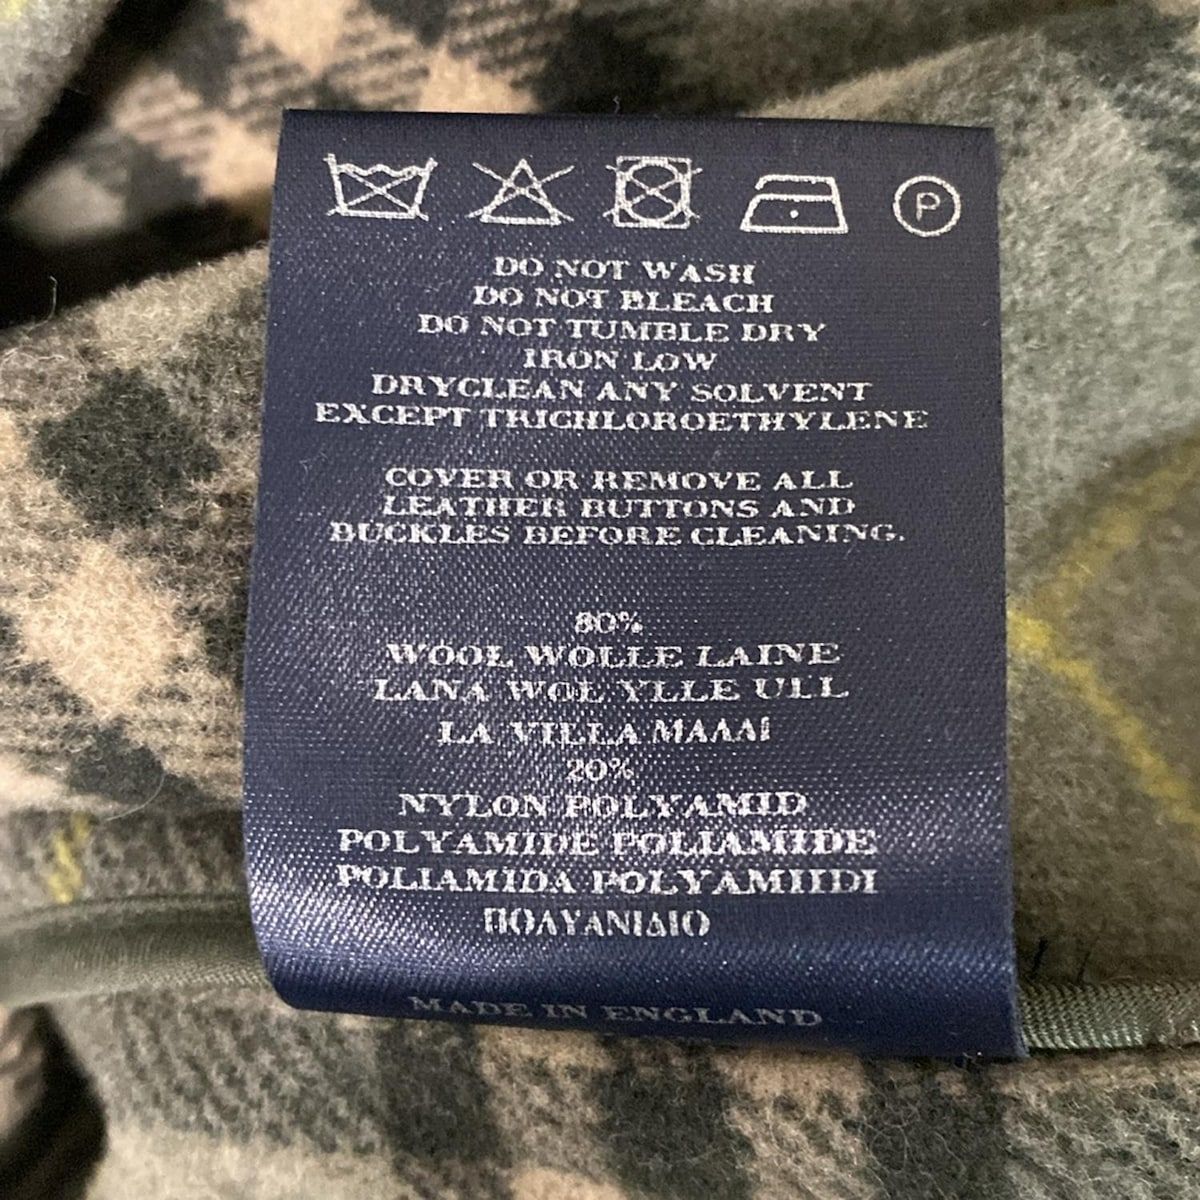 P
DO NOT WASH
DO NOT BLEACH
DO NOT TUMBLE DRY
IRON LOW
DRYCLEAN ANY SOLVENT
EXCEPT TRICHLOROETHYLENE
COVER OR REMOVE ALL
LEATHER BUTTONS AND
BUCKLES BEFORE CLEANING.
80%
WOOL WOLLE LAINE
LANA WOL YLLE ULL
LA VILLA ΜΑΛΛΙ
20%
NYLON POLYAMID
POLYAMIDE POLIAMIDE
POLIAMIDA POLYAMIIDI
ΠΟΛΥΑΝΙΔΙΟ
MADE IN ENGLAND